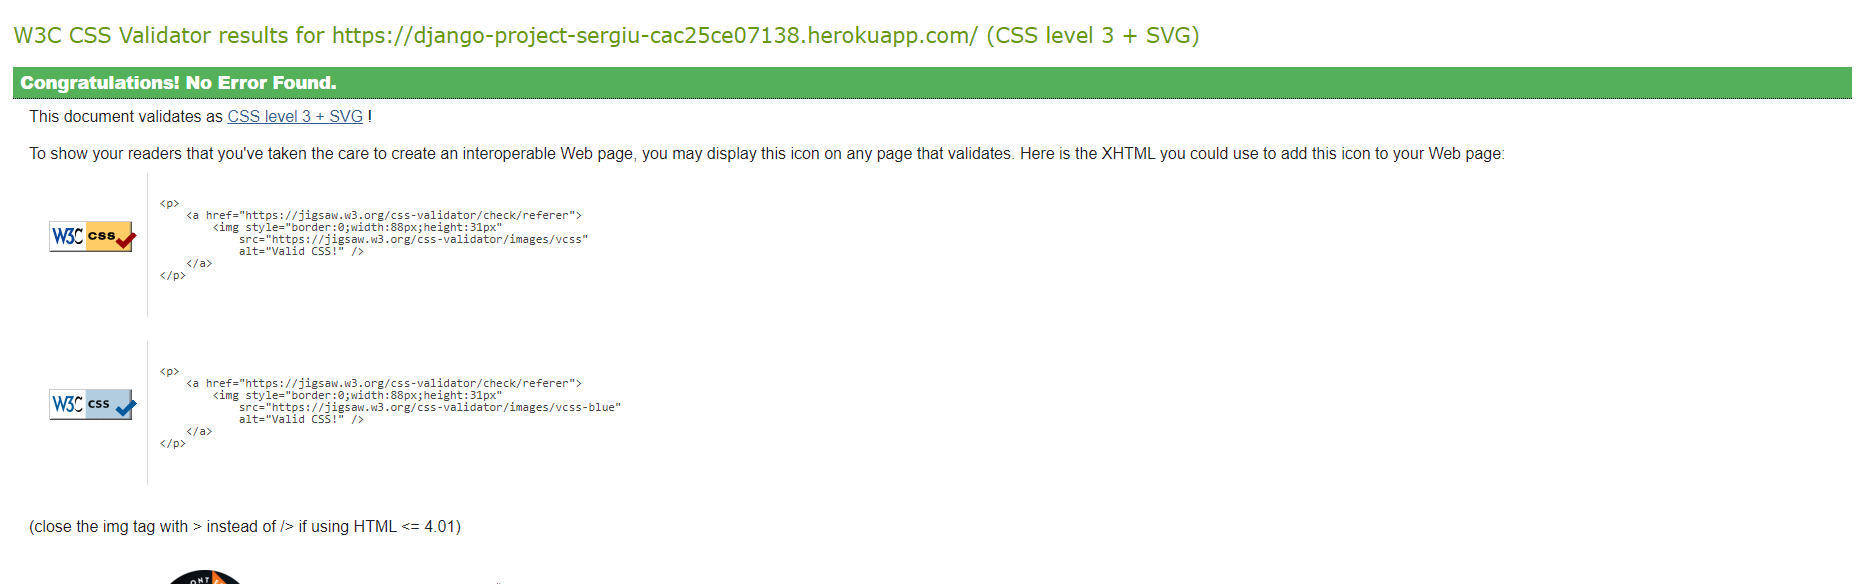 W3C CSS Validator results for https://django-project-sergiu-cac25ce07138.herokuapp.com/ (CSS level 3 + SVG)
Congratulations! No Error Found.
This document validates as CSS level 3 + SVG !
To show your readers that you've taken the care to create an interoperable Web page, you may display this icon on any page that validates. Here is the XHTML you could use to add this icon to your Web page:
W3C css
<p>
<a href="https://jigsaw.w3.org/css-validator/check/referer">
<img style="border:0;width:88px;height:31px"
src="https://jigsaw.w3.org/css-validator/images/vcss"
alt="Valid CSS!" />
</a>
</p>
W3C css
<p>
<a href="https://jigsaw.w3.org/css-validator/check/referer">
<img style="border:0;width:88px;height:31px"
src="https://jigsaw.w3.org/css-validator/images/vcss-blue"
alt="Valid CSS!" />
</a>
</p>
(close the img tag with > instead of /> if using HTML <= 4.01)